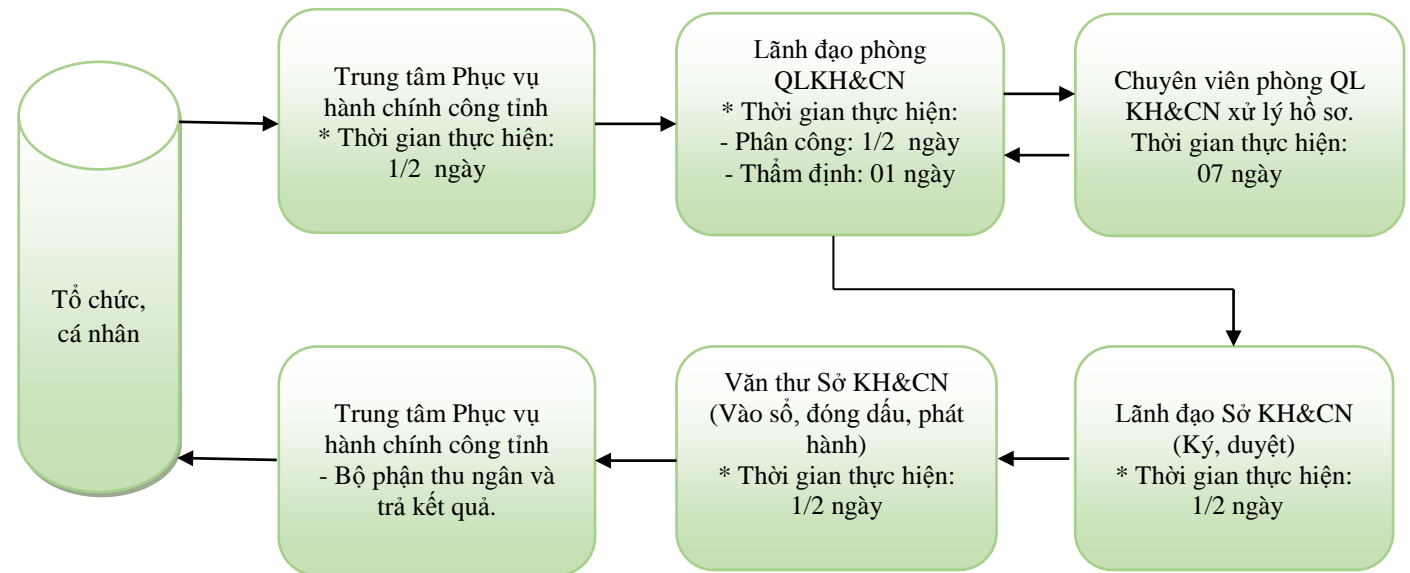 Trung tâm Phục vụ
hành chính công tỉnh
* Thời gian thực hiện:
1/2 ngày
Lãnh đạo phòng
QLKH&CN
* Thời gian thực hiện:
- Phân công: 1/2 ngày
- Thẩm định: 01 ngày
Chuyên viên phòng QL
KH&CN xử lý hồ sơ.
Thời gian thực hiện:
07 ngày
Tổ chức,
cá nhân
Trung tâm Phục vụ
hành chính công tỉnh
- Bộ phận thu ngân và
trả kết quả.
Văn thư Sở KH&CN
(Vào sổ, đóng dấu, phát
hành)
* Thời gian thực hiện:
1/2 ngày
Lãnh đạo Sở KH&CN
(Ký, duyệt)
* Thời gian thực hiện:
1/2 ngày